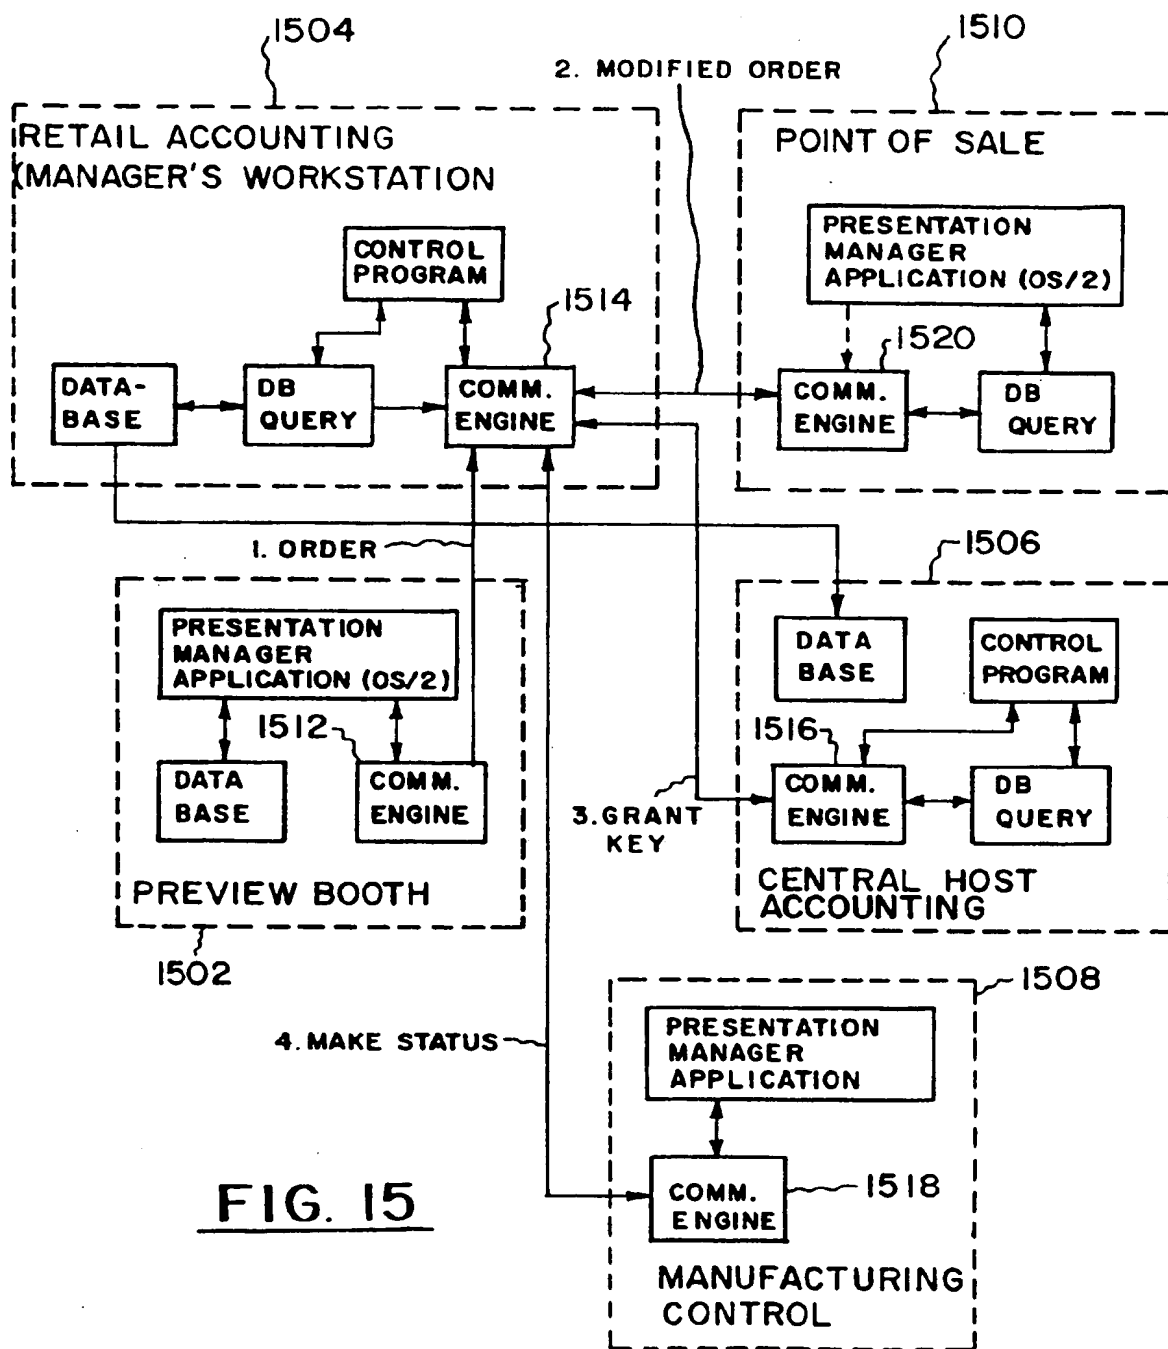 1504
1510
2. MODIFIED ORDER
RETAIL ACCOUNTING
(MANAGER'S WORKSTATION
CONTROL
PROGRAM
1514
DATA-
BASE
DB
QUERY
COMM.
ENGINE
POINT OF SALE
PRESENTATION
MANAGER
APPLICATION (OS/2)
1520
COMM.
ENGINE
DB
QUERY
1. ORDER
1506
PRESENTATION
MANAGER
APPLICATION (OS/2)
1512
DATA
BASE
COMM.
ENGINE
PREVIEW BOOTH
1502
DATA
BASE
CONTROL
PROGRAM
1516
COMM.
ENGINE
DB
QUERY
3. GRANT
KEY
CENTRAL HOST
ACCOUNTING
1508
4. MAKE STATUS
PRESENTATION
MANAGER
APPLICATION
COMM.
ENGINE
1518
MANUFACTURING
CONTROL
FIG. 15